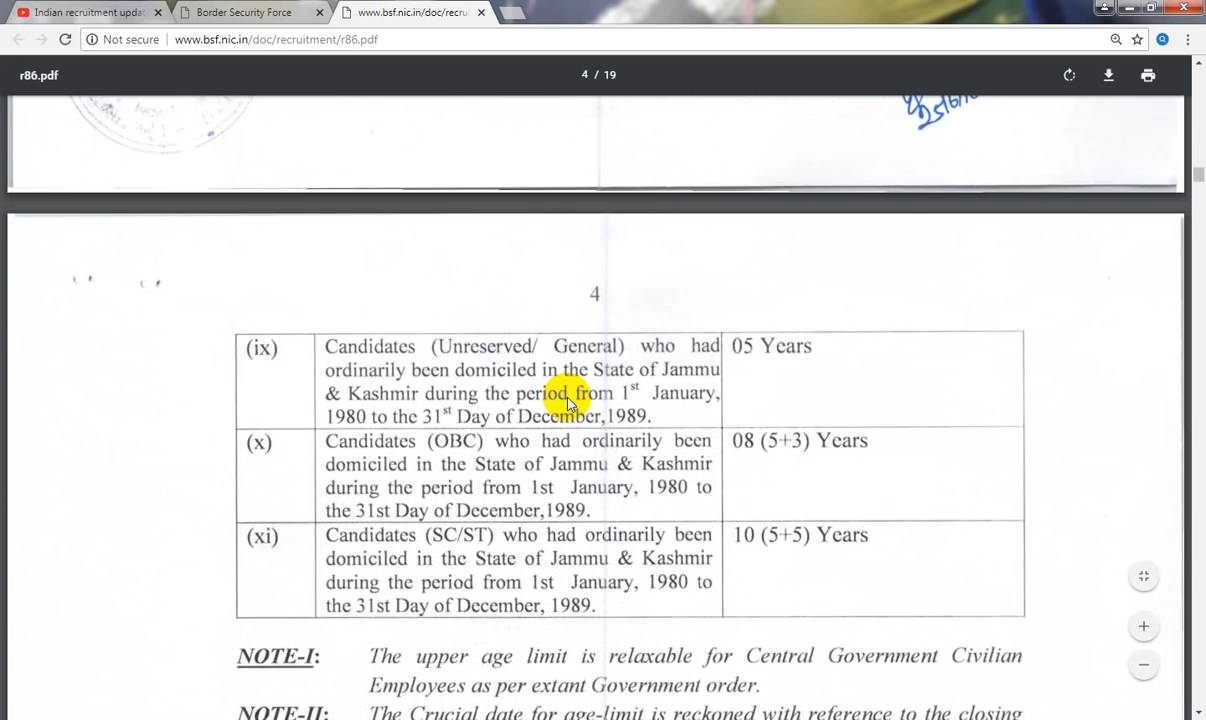 Indian recruitment updat
Border Security Force
www.bsf.nic.in/doc/recru
Not secure
www.bsf.nic.in/doc/recruitment/r86.pdf
r86.pdf
4 / 19
4
(ix) Candidates (Unreserved/ General) who had 05 Years
ordinarily been domiciled in the State of Jammu
& Kashmir during the period from 1st January,
1980 to the 31st Day of December,1989.
(x) Candidates (OBC) who had ordinarily been 08 (5+3) Years
domiciled in the State of Jammu & Kashmir
during the period from 1st January, 1980 to
the 31st Day of December,1989.
(xi) Candidates (SC/ST) who had ordinarily been 10 (5+5) Years
domiciled in the State of Jammu & Kashmir
during the period from 1st January, 1980 to
the 31st Day of December, 1989.
NOTE-I: The upper age limit is relaxable for Central Government Civilian
Employees as per extant Government order.
NOTE-II: The Crucial date for age-limit is reckoned with reference to the closing